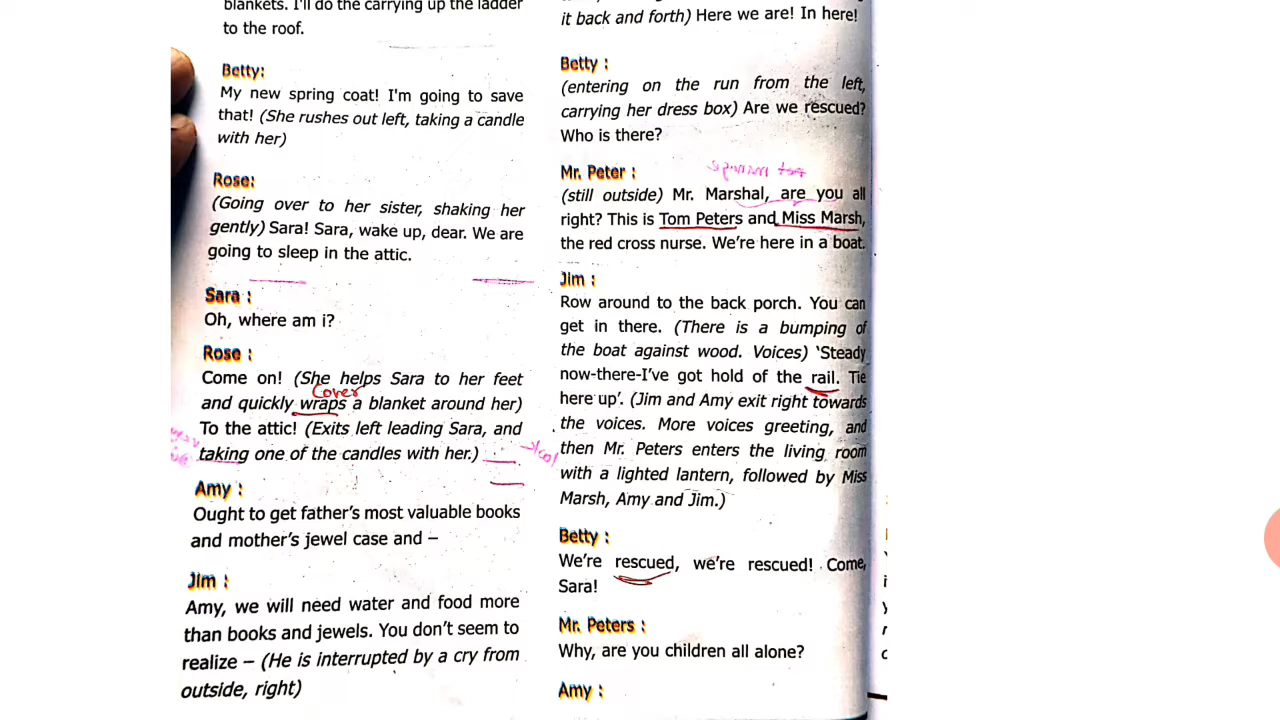 blankets. I'll do the carrying up the ladder
to the roof.
Betty:
My new spring coat! I'm going to save
that! (She rushes out left, taking a candle
with her)
Rose:
(Going over to her sister, shaking her
gently) Sara! Sara, wake up, dear. We are
going to sleep in the attic.
Sara :
Oh, where am i?
Rose :
Come on! (She helps Sara to her feet
Cover
and quickly wraps a blanket around her)
To the attic! (Exits left leading Sara, and
taking one of the candles with her.)
Amy :
Ought to get father's most valuable books
and mother's jewel case and –
Jim :
Amy, we will need water and food more
than books and jewels. You don't seem to
realize – (He is interrupted by a cry from
outside, right)
it back and forth) Here we are! In here!
Betty :
(entering on the run from the left,
carrying her dress box) Are we rescued?
Who is there?
Mr. Peter :
(still outside) Mr. Marshal, are you all
right? This is Tom Peters and Miss Marsh,
the red cross nurse. We're here in a boat.
Jim :
Row around to the back porch. You can
get in there. (There is a bumping of
the boat against wood. Voices) 'Steady
now-there-I've got hold of the rail. Tie
here up'. (Jim and Amy exit right towards
the voices. More voices greeting, and
then Mr. Peters enters the living room
with a lighted lantern, followed by Miss
Marsh, Amy and Jim.)
Betty :
We're rescued, we're rescued! Come,
Sara!
Mr. Peters :
Why, are you children all alone?
Amy :